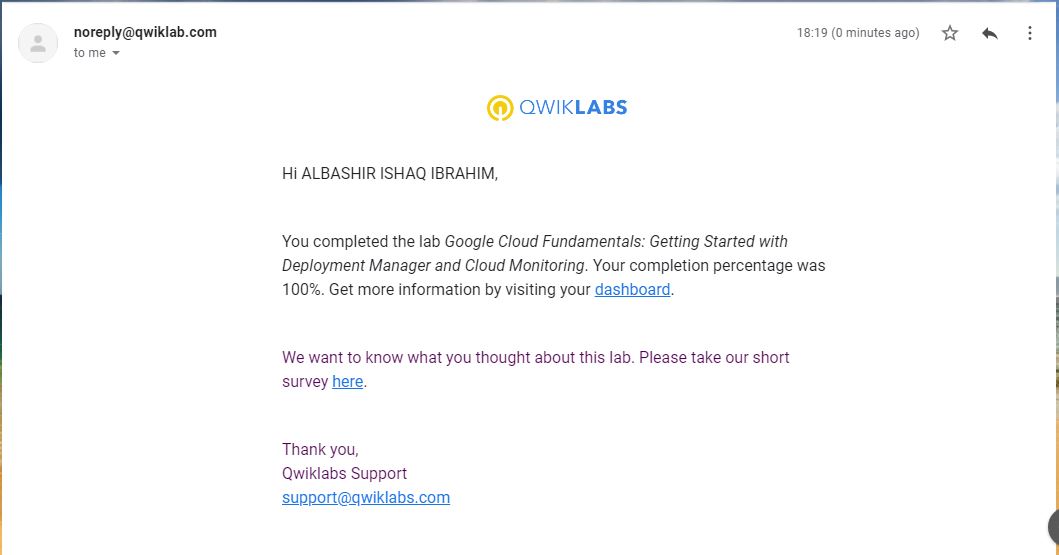 noreply@qwiklab.com
18:19 (0 minutes ago)
to me
QWIKLABS
Hi ALBASHIR ISHAQ IBRAHIM,
You completed the lab Google Cloud Fundamentals: Getting Started with
Deployment Manager and Cloud Monitoring. Your completion percentage was
100%. Get more information by visiting your dashboard.
We want to know what you thought about this lab. Please take our short
survey here.
Thank you,
Qwiklabs Support
support@qwiklabs.com